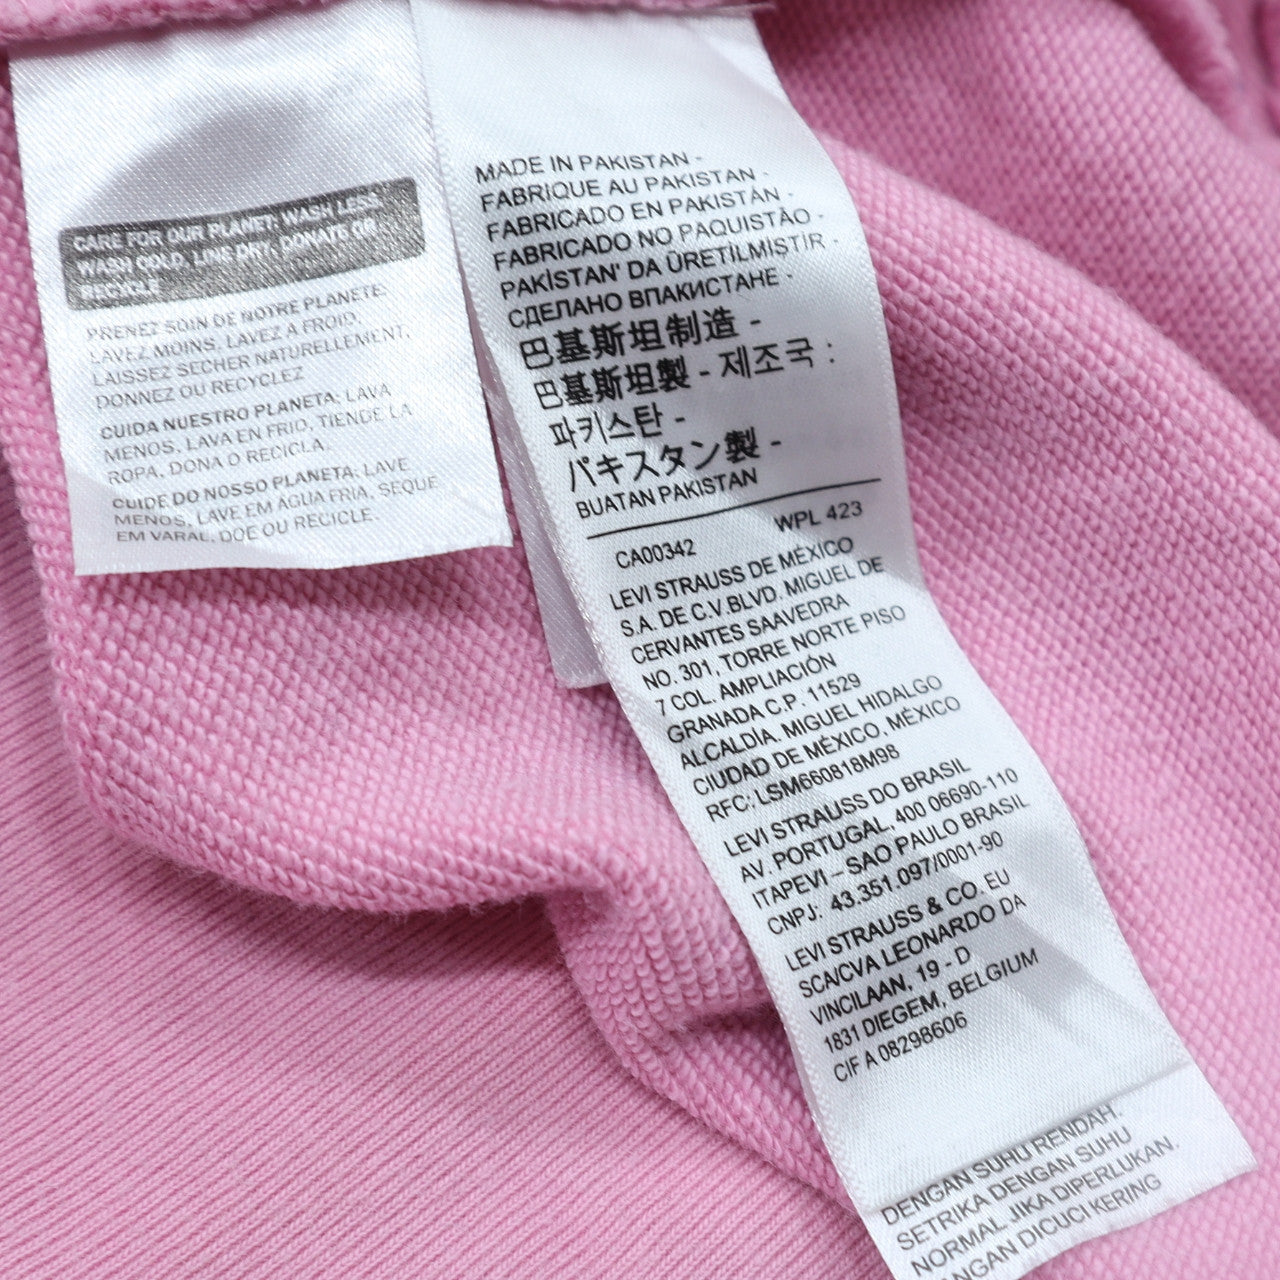 CARE FOR OUR PLANET: WASH LESS,
WASH COLD, LINE DRY, DONATE OR
RECYCLE
PRENEZ SOIN DE NOTRE PLANÈTE:
LAVEZ MOINS, LAVEZ À FROID,
LAISSEZ SÉCHER NATURELLEMENT,
DONNEZ OU RECYCLEZ
CUIDA NUESTRO PLANETA: LAVA
MENOS, LAVA EN FRIO, TIENDE LA
ROPA, DONA O RECICLA.
CUIDE DO NOSSO PLANETA: LAVE
MENOS, LAVE EM ÁGUA FRIA, SEQUE
EM VARAL, DOE OU RECICLE.
MADE IN PAKISTAN -
FABRIQUE AU PAKISTAN -
FABRICADO EN PAKISTÁN -
FABRICADO NO PAQUISTÃO -
PAKİSTAN' DA ÜRETİLMİŞTİR -
СДЕЛАНО ВПАКИСТАНЕ -
巴基斯坦制造 -
巴基斯坦製 - 제조국 :
파키스탄 -
パキスタン製 -
BUATAN PAKISTAN
CA00342 WPL 423
LEVI STRAUSS DE MÉXICO
S.A. DE C.V.BLVD. MIGUEL DE
CERVANTES SAAVEDRA
NO. 301, TORRE NORTE PISO
7 COL. AMPLIACIÓN
GRANADA C.P. 11529
ALCALDÍA, MIGUEL HIDALGO
CIUDAD DE MÉXICO, MÉXICO
RFC: LSM660818M98
LEVI STRAUSS DO BRASIL
AV. PORTUGAL, 400 06690-110
ITAPEVI – SAO PAULO BRASIL
CNPJ: 43.351.097/0001-90
LEVI STRAUSS & CO. EU
SCA/CVA LEONARDO DA
VINCILAAN, 19 - D
1831 DIEGEM, BELGIUM
CIF A 08298606
DENGAN SUHU RENDAH.
SETRIKA DENGAN SUHU
NORMAL JIKA DIPERLUKAN.
JANGAN DICUCI KERING